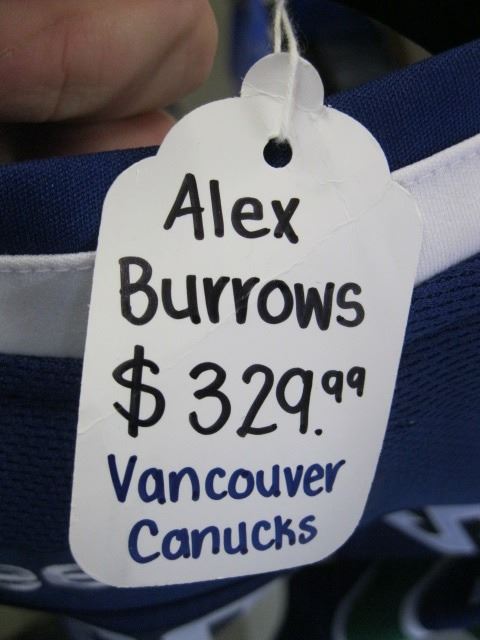 Alex
Burrows
$329.99
Vancouver
Canucks